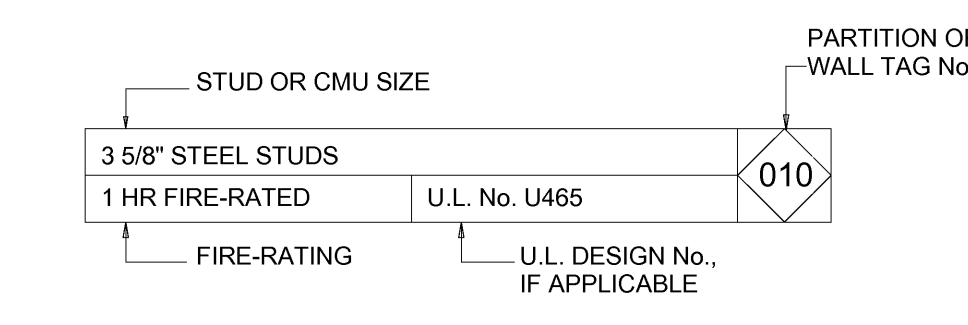 PARTITION
WALL TAG No
STUD OR CMU SIZE
3 5/8" STEEL STUDS
010
1 HR FIRE-RATED
U.L. No. U465
FIRE-RATING
U.L. DESIGN No.,
IF APPLICABLE